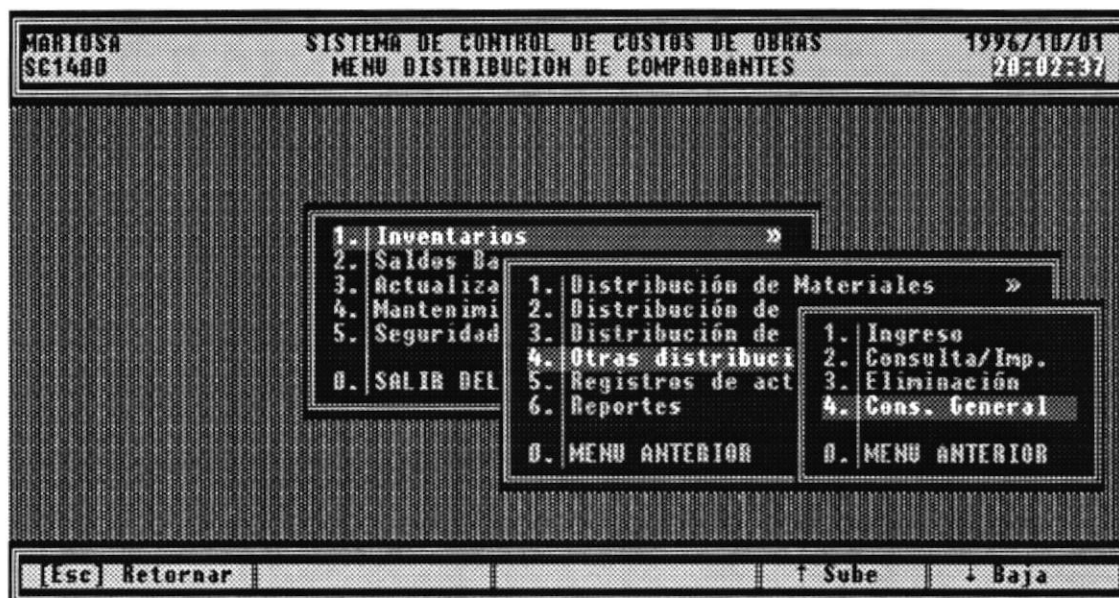 MARIOSA SISTEMA DE CONTROL DE COSTOS DE OBRAS 1996/10/01
SC1400 MENU DISTRIBUCION DE COMPROBANTES 20:02:37
1. Inventarios »
2. Saldos Ba
3. Actualiza
4. Mantenimi
5. Seguridad
0. SALIR DEL
1. Distribución de Materiales »
2. Distribución de
3. Distribución de
4. Otras distribuci
5. Registros de act
6. Reportes
0. MENU ANTERIOR
1. Ingreso
2. Consulta/Imp.
3. Eliminación
4. Cons. General
0. MENU ANTERIOR
[Esc] Retornar ↑ Sube ↓ Baja